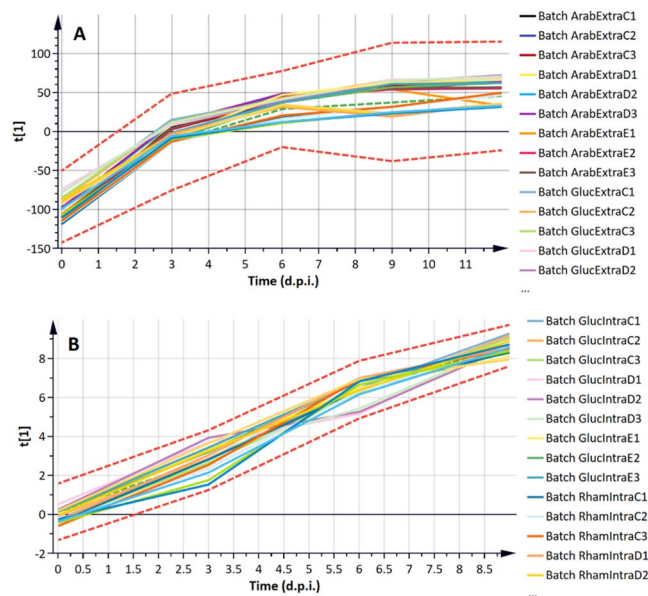 A
100
50
0
-50
-100
-150
t[1]
0 1 2 3 4 5 6 7 8 9 10 11
Time (d.p.i.)
Batch ArabExtraC1
Batch ArabExtraC2
Batch ArabExtraC3
Batch ArabExtraD1
Batch ArabExtraD2
Batch ArabExtraD3
Batch ArabExtraE1
Batch ArabExtraE2
Batch ArabExtraE3
Batch GlucExtraC1
Batch GlucExtraC2
Batch GlucExtraC3
Batch GlucExtraD1
Batch GlucExtraD2
...
B
8
6
4
2
0
-2
t[1]
0 0.5 1 1.5 2 2.5 3 3.5 4 4.5 5 5.5 6 6.5 7 7.5 8 8.5
Time (d.p.i.)
Batch GlucIntraC1
Batch GlucIntraC2
Batch GlucIntraC3
Batch GlucIntraD1
Batch GlucIntraD2
Batch GlucIntraD3
Batch GlucIntraE1
Batch GlucIntraE2
Batch GlucIntraE3
Batch RhamIntraC1
Batch RhamIntraC2
Batch RhamIntraC3
Batch RhamIntraD1
Batch RhamIntraD2
...